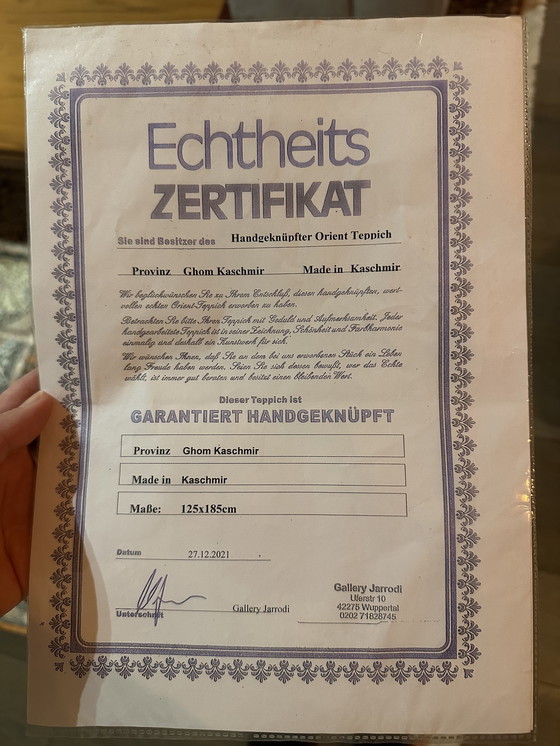 Echtheits
ZERTIFIKAT
Sie sind Besitzer des Handgeknüpfter Orient Teppich
Provinz Ghom Kaschmir Made in Kaschmir
Wir beglückwünschen Sie zu Ihrem Entschluß, diesen handgeknüpften, wert-
vollen echten Orient-Teppich erworben zu haben.
Betrachten Sie bitte Ihren Teppich mit Geduld und Aufmerksamkeit. Jeder
handgearbeitete Teppich ist in seiner Zeichnung, Schönheit und Farbharmonie
einmalig und deshalb ein Kunstwerk für sich.
Wir wünschen Ihnen, daß Sie an dem bei uns erworbenen Stück ein Leben
lang Freude haben werden. Seien Sie sich dessen bewußt, wer das Echte
wählt, ist immer gut beraten und besitzt einen bleibenden Wert.
Dieser Teppich ist
GARANTIERT HANDGEKNÜPFT
Provinz Ghom Kaschmir
Made in Kaschmir
Maße: 125x185cm
Datum 27.12.2021
Unterschrift Gallery Jarrodi
Gallery Jarrodi
Uferstr 10
42275 Wuppertal
0202 71628745